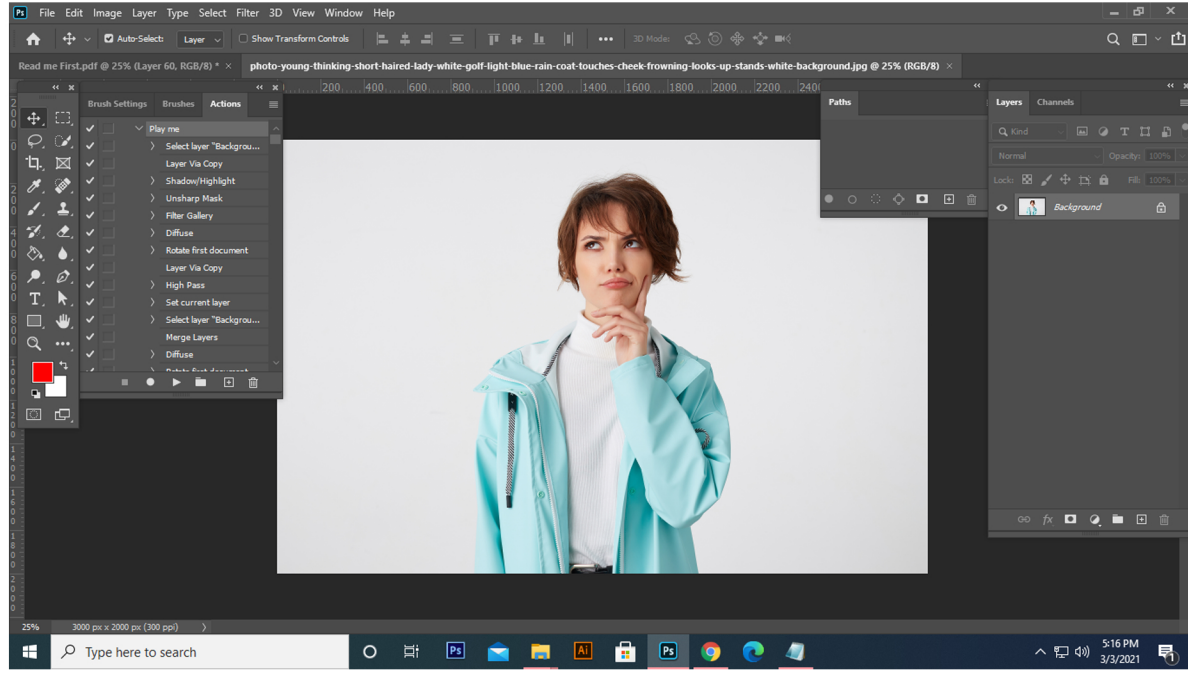 Ps File Edit Image Layer Type Select Filter 3D View Window Help
Auto-Select: Layer Show Transform Controls 3D Mode:
Read me First.pdf @ 25% (Layer 60, RGB/8) * × photo-young-thinking-short-haired-lady-white-golf-light-blue-rain-coat-touches-cheek-frowning-looks-up-stands-white-background.jpg @ 25% (RGB/8) ×
200 400 600 800 1000 1200 1400 1600 1800 2000 2200 2400
Brush Settings Brushes Actions
Play me
Select layer "Backgrou...
Layer Via Copy
Shadow/Highlight
Unsharp Mask
Filter Gallery
Diffuse
Rotate first document
Layer Via Copy
High Pass
Set current layer
Select layer "Backgrou...
Merge Layers
Diffuse
Paths
Layers Channels
Kind
Normal Opacity: 100%
Lock: Fill: 100%
Background
25% 3000 px x 2000 px (300 ppi)
Type here to search
Ps Ai Ps
5:16 PM
3/3/2021
1